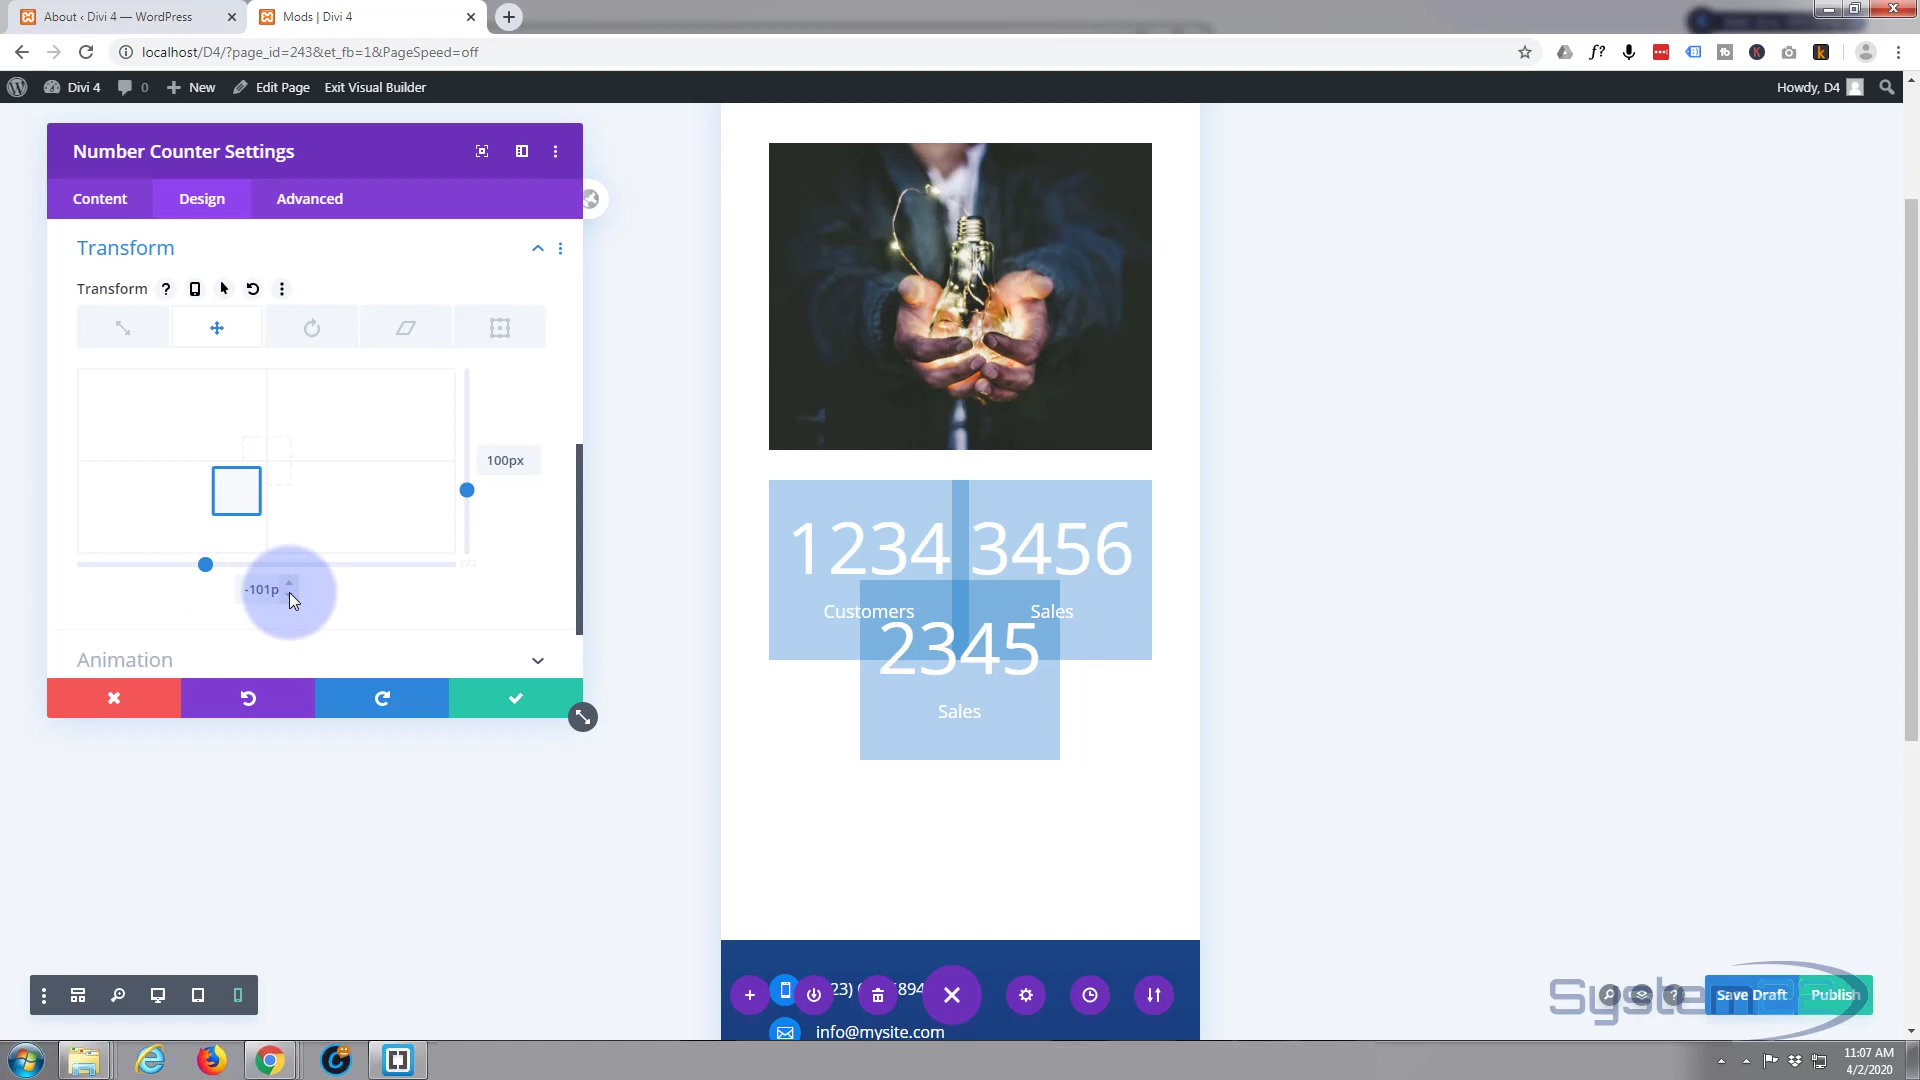 About ‹ Divi 4 — WordPress
Mods | Divi 4
localhost/D4/?page_id=243&et_fb=1&PageSpeed=off
Divi 4
0
New
Edit Page
Exit Visual Builder
Howdy, D4
Number Counter Settings
Content
Design
Advanced
Transform
Transform
100px
-101p
Animation
1234
3456
Customers
Sales
2345
Sales
info@mysite.com
Save Draft
Publish
System
11:07 AM
4/2/2020